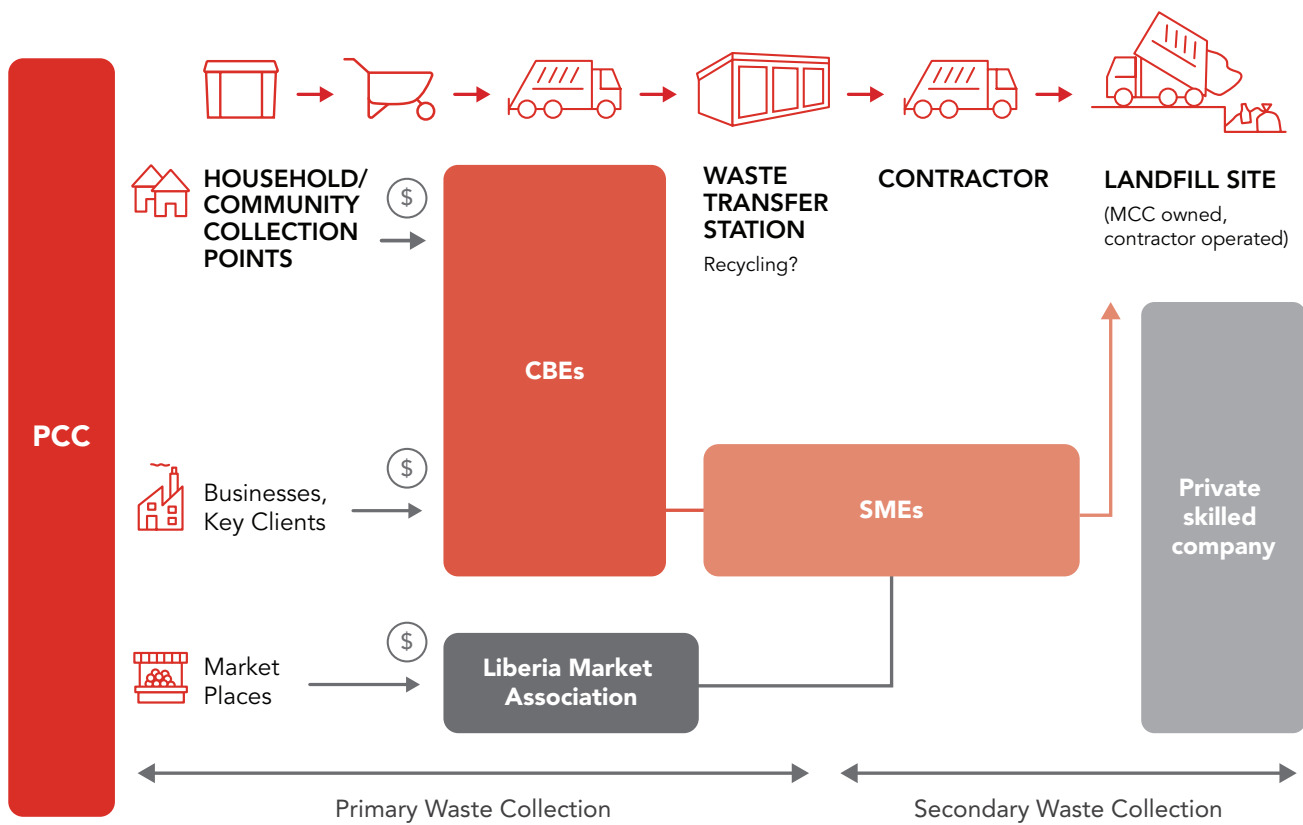 PCC
HOUSEHOLD/
COMMUNITY
COLLECTION
POINTS
$
CBEs
WASTE
TRANSFER
STATION
Recycling?
CONTRACTOR
LANDFILL SITE
(MCC owned,
contractor operated)
Businesses,
Key Clients
$
SMEs
Private
skilled
company
Market
Places
$
Liberia Market
Association
Primary Waste Collection
Secondary Waste Collection